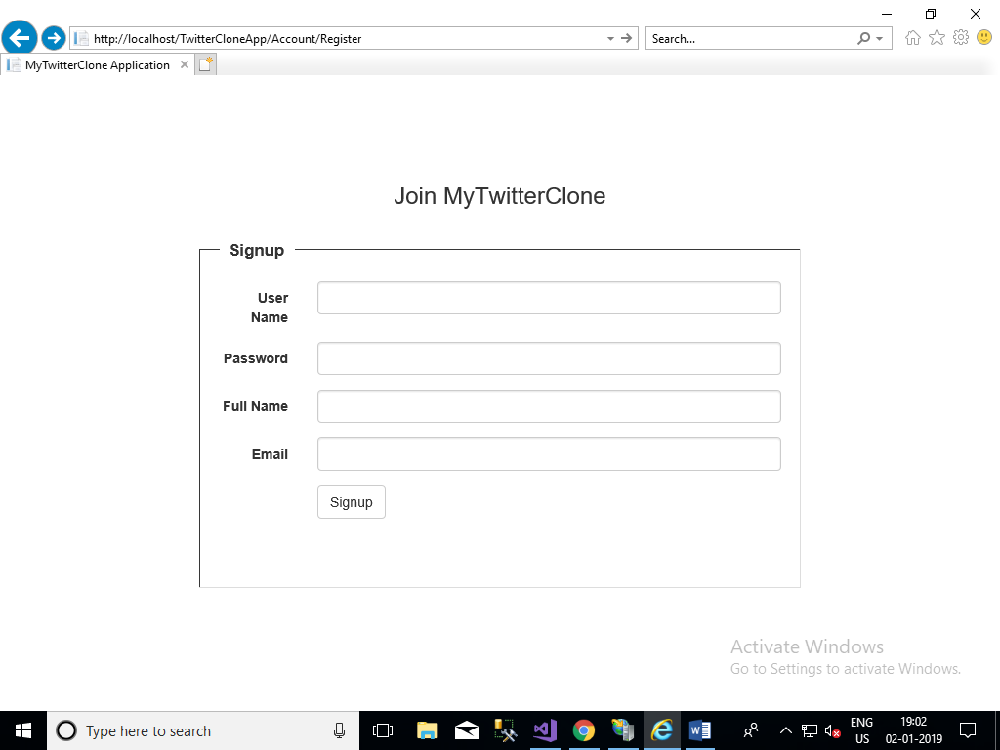 http://localhost/TwitterCloneApp/Account/Register
Search...
MyTwitterClone Application
Join MyTwitterClone
Signup
User
Name
Password
Full Name
Email
Signup
Activate Windows
Go to Settings to activate Windows.
Type here to search
ENG
US
19:02
02-01-2019